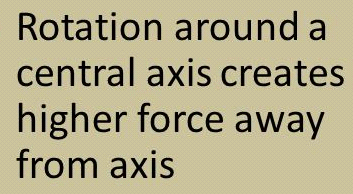 Rotation around a
central axis creates
higher force away
from axis